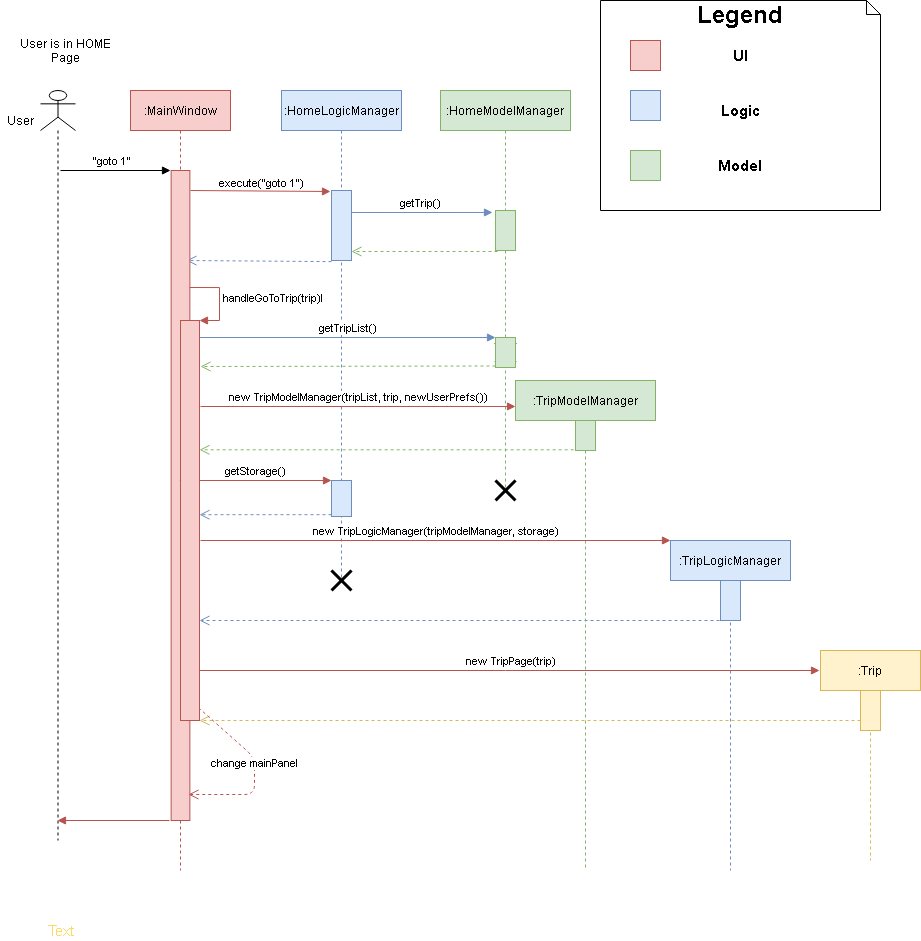 Legend
UI
Logic
Model
User is in HOME
Page
User
:MainWindow
:HomeLogicManager
:HomeModelManager
"goto 1"
execute("goto 1")
getTrip()
handleGoToTrip(trip)l
getTripList()
new TripModelManager(tripList, trip, newUserPrefs())
:TripModelManager
getStorage()
new TripLogicManager(tripModelManager, storage)
:TripLogicManager
new TripPage(trip)
:Trip
change mainPanel
Text